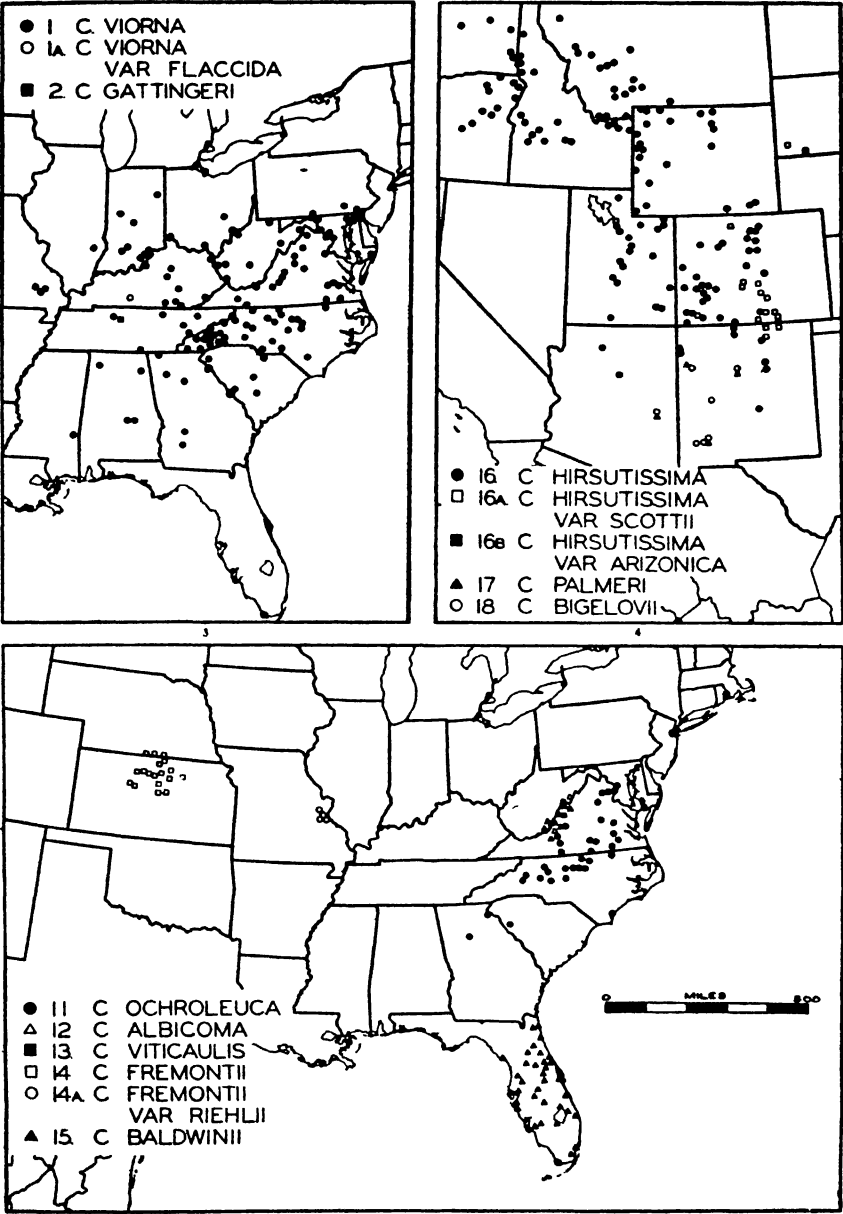 1 C. VIORNA
1A C VIORNA
VAR FLACCIDA
2. C GATTINGERI
3
16. C HIRSUTISSIMA
16A. C HIRSUTISSIMA
VAR SCOTTII
16B C HIRSUTISSIMA
VAR ARIZONICA
17 C PALMERI
18 C BIGELOVII
4
11 C OCHROLEUCA
12 C ALBICOMA
13. C VITICAULIS
14 C FREMONTII
14A. C FREMONTII
VAR RIEHLII
15. C BALDWINII
0 MILES 500